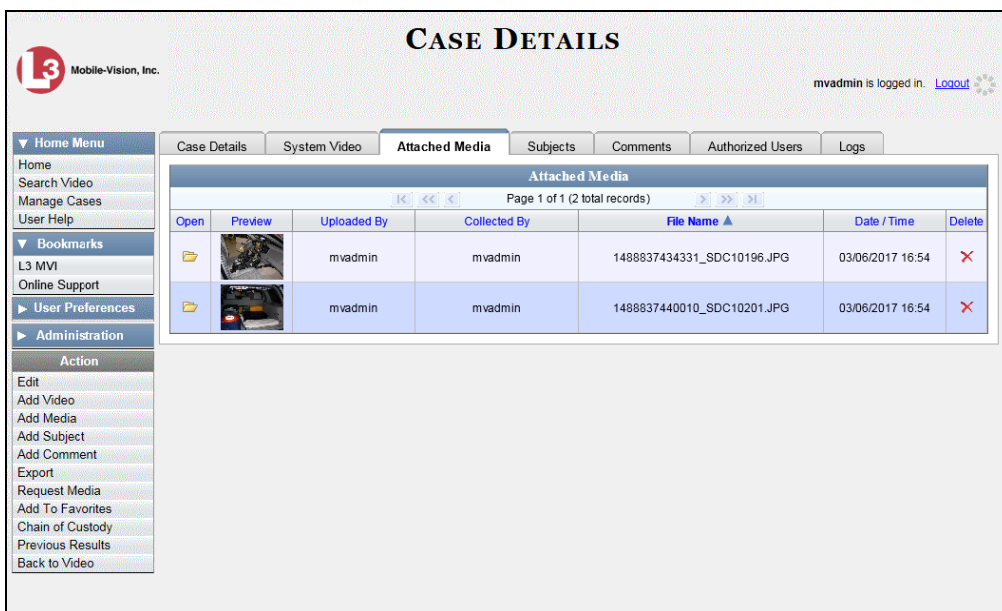 CASE DETAILS
L3 Mobile-Vision, Inc.
mvadmin is logged in. Logout
▼ Home Menu
Home
Search Video
Manage Cases
User Help
▼ Bookmarks
L3 MVI
Online Support
► User Preferences
► Administration
Action
Edit
Add Video
Add Media
Add Subject
Add Comment
Export
Request Media
Add To Favorites
Chain of Custody
Previous Results
Back to Video
Case Details System Video Attached Media Subjects Comments Authorized Users Logs
Attached Media
Page 1 of 1 (2 total records)
Open Preview Uploaded By Collected By File Name ▲ Date / Time Delete
mvadmin mvadmin 1488837434331_SDC10196.JPG 03/06/2017 16:54
mvadmin mvadmin 1488837440010_SDC10201.JPG 03/06/2017 16:54